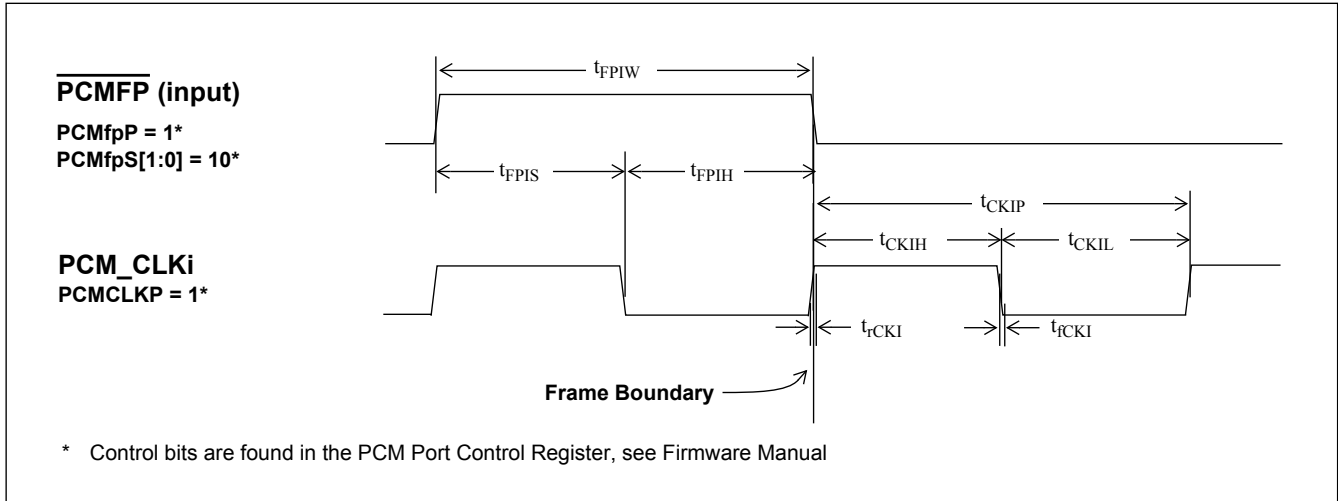 PCMFP (input)
PCMfpP = 1*
PCMfpS[1:0] = 10*
tFPIW
tFPIS
tFPIH
tCKIP
tCKIH
tCKIL
PCM_CLKi
PCMCLKP = 1*
trCKI
tfCKI
Frame Boundary
* Control bits are found in the PCM Port Control Register, see Firmware Manual